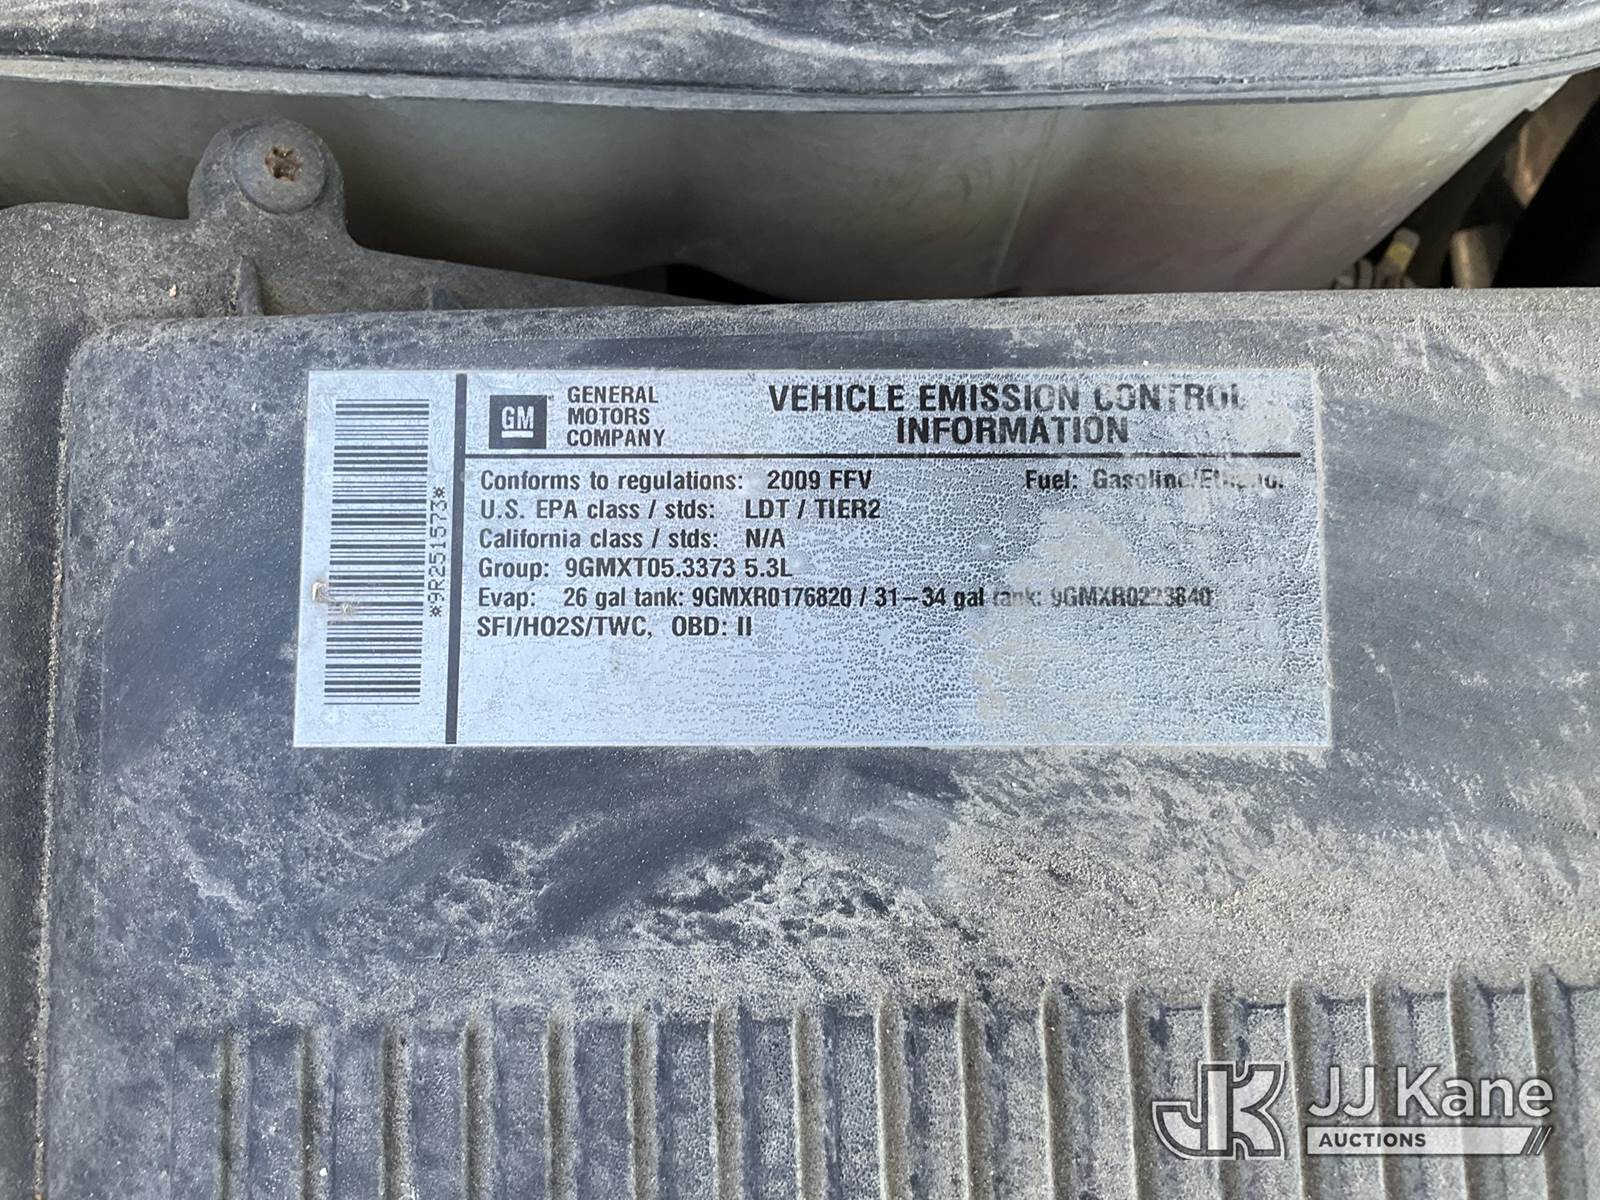 *9R251573*
GM
GENERAL
MOTORS
COMPANY
VEHICLE EMISSION CONTROL
INFORMATION
Conforms to regulations: 2009 FFV Fuel: Gasoline/
U.S. EPA class / stds: LDT / TIER2
California class / stds: N/A
Group: 9GMXT05.3373 5.3L
Evap: 26 gal tank: 9GMXR0176820 / 31-34 gal tank: 9GMXR0223840
SFI/HO2S/TWC, OBD: II
JK JJ Kane
AUCTIONS